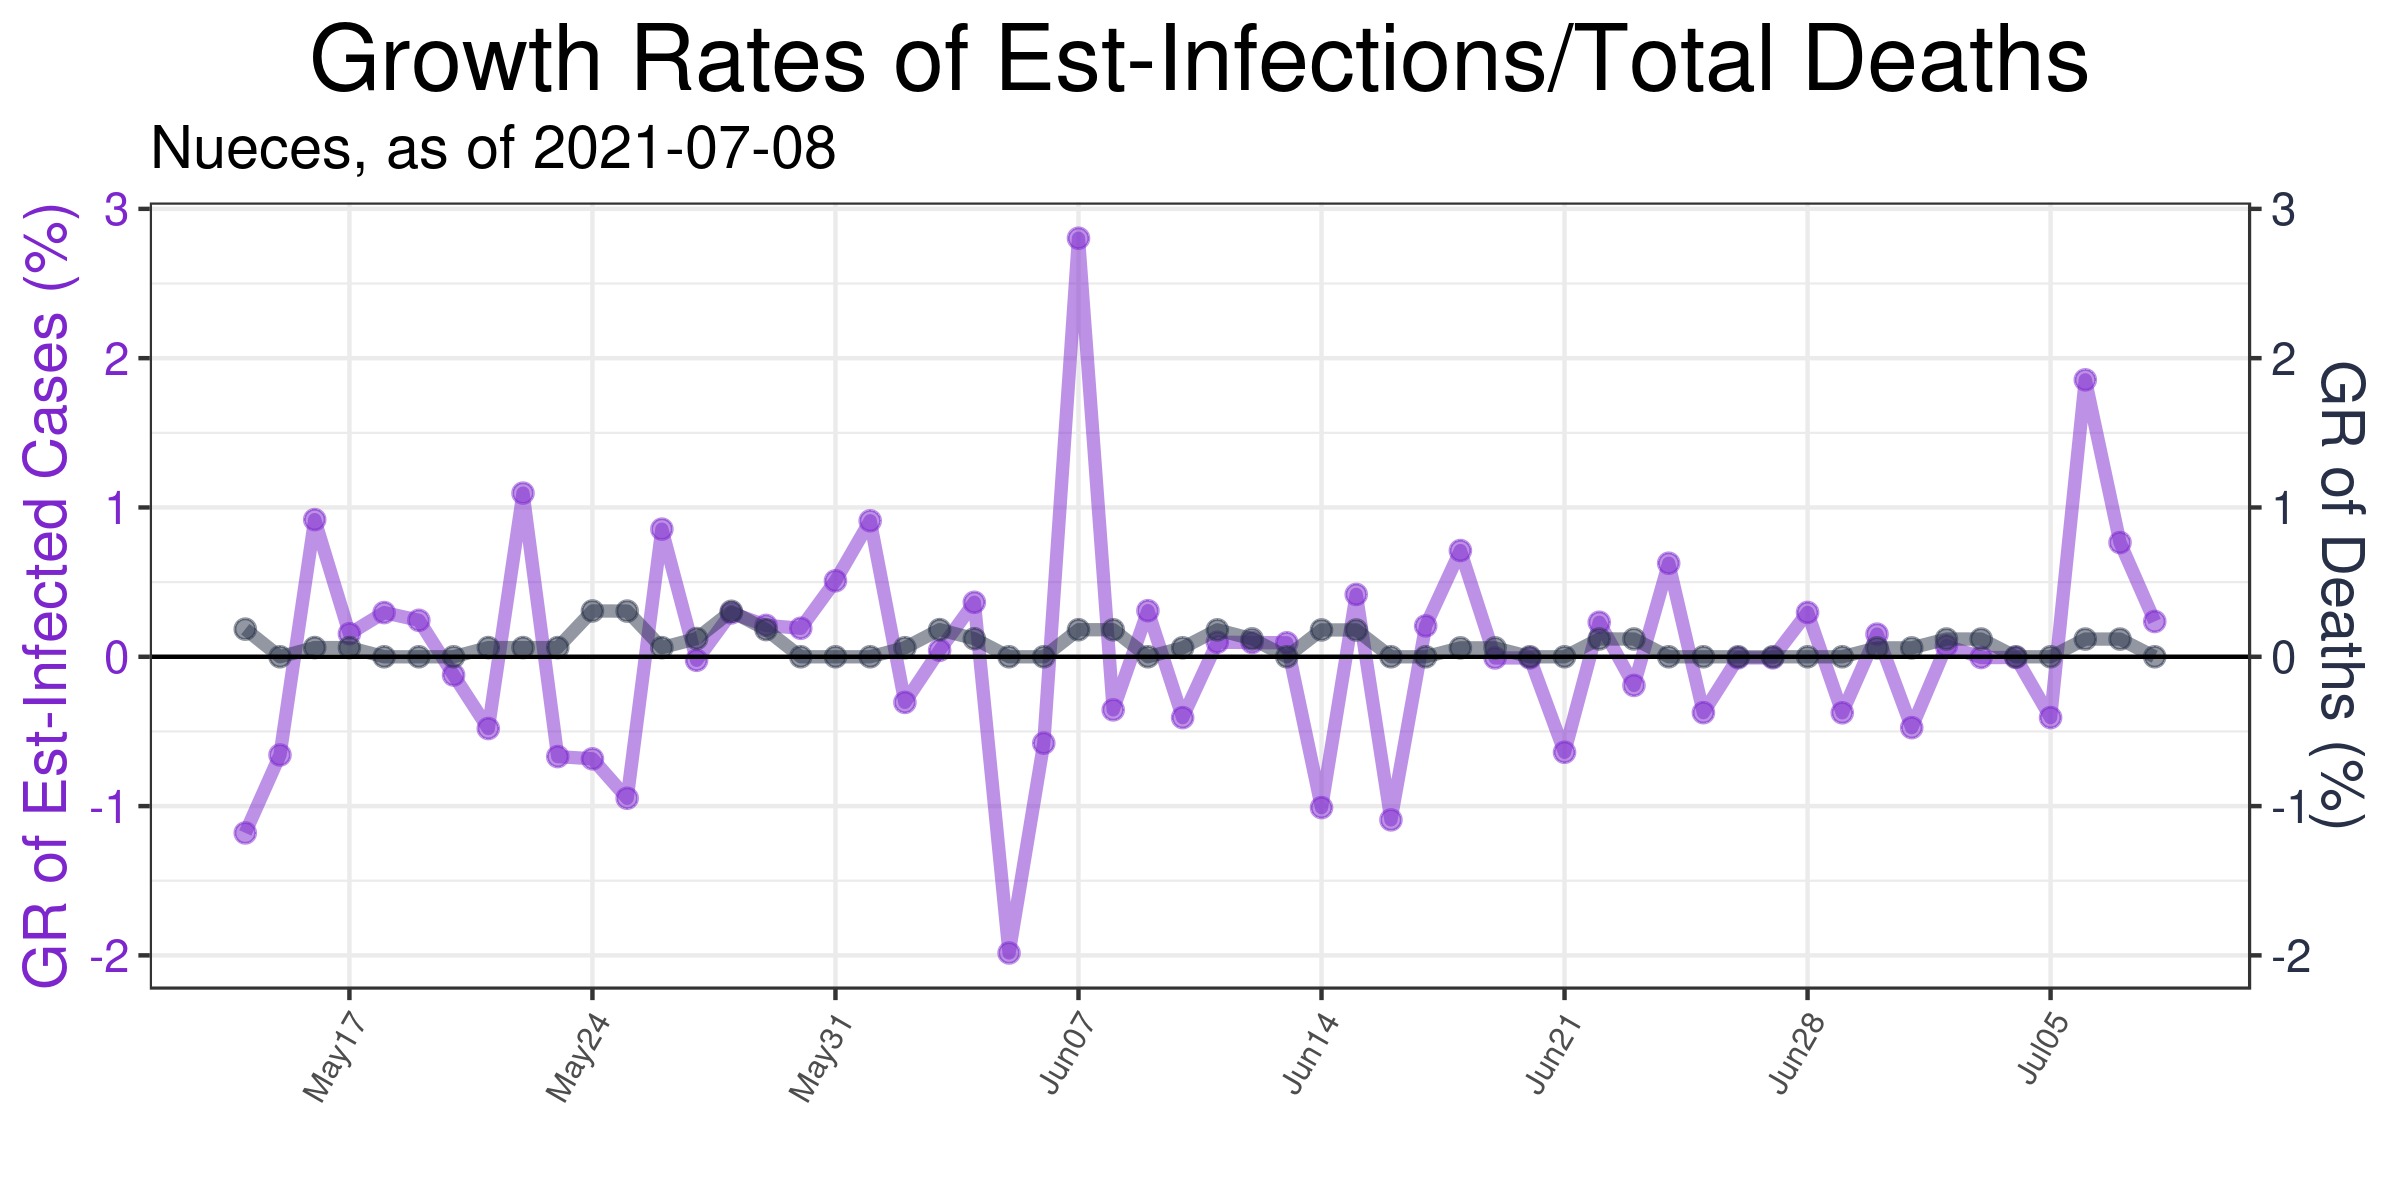 Growth Rates of Est-Infections/Total Deaths
Nueces, as of 2021-07-08
GR of Est-Infected Cases (%)
3
2
1
0
-1
-2
3
2
1
0
-1
-2
GR of Deaths (%)
May17
May24
May31
Jun07
Jun14
Jun21
Jun28
Jul05